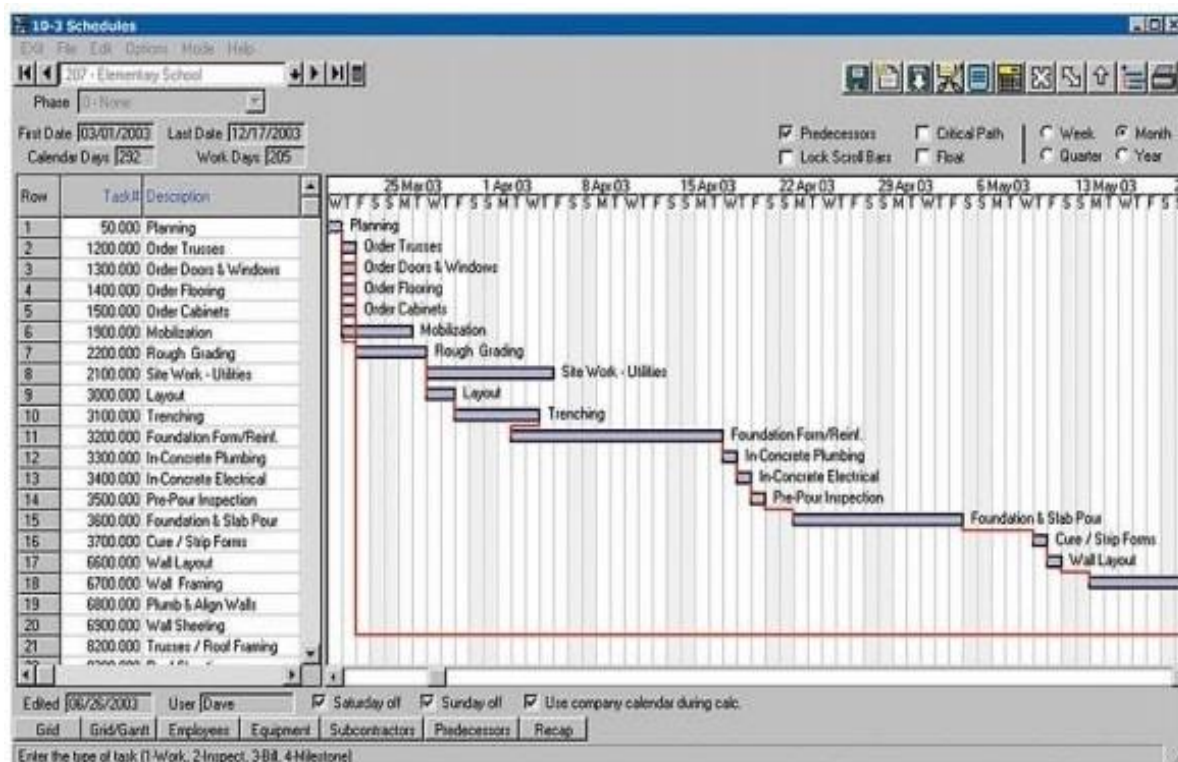 10-3 Schedules
Exit File Edit Options Mode Help
207 - Elementary School
Phase 0 - None
First Date 03/01/2003 Last Date 12/17/2003
Calendar Days 292 Work Days 205
Predecessors Critical Path Week Month
Lock Scroll Bars Float Quarter Year
Row Task# Description
25 Mar 03 1 Apr 03 8 Apr 03 15 Apr 03 22 Apr 03 29 Apr 03 6 May 03 13 May 03
W T F S S M T W T F S S M T W T F S S M T W T F S S M T W T F S S M T W T F S S M T W T F S S M T W T F S S M T W T F S S M T W T F S
1 50.000 Planning Planning
2 1200.000 Order Trusses Order Trusses
3 1300.000 Order Doors & Windows Order Doors & Windows
4 1400.000 Order Flooring Order Flooring
5 1500.000 Order Cabinets Order Cabinets
6 1900.000 Mobilization Mobilization
7 2200.000 Rough Grading Rough Grading
8 2100.000 Site Work - Utilities Site Work - Utilities
9 3000.000 Layout Layout
10 3100.000 Trenching Trenching
11 3200.000 Foundation Form/Reinf. Foundation Form/Reinf.
12 3300.000 In-Concrete Plumbing In-Concrete Plumbing
13 3400.000 In-Concrete Electrical In-Concrete Electrical
14 3500.000 Pre-Pour Inspection Pre-Pour Inspection
15 3600.000 Foundation & Slab Pour Foundation & Slab Pour
16 3700.000 Cure / Strip Forms Cure / Strip Forms
17 6600.000 Wall Layout Wall Layout
18 6700.000 Wall Framing
19 6800.000 Plumb & Align Walls
20 6900.000 Wall Sheeting
21 8200.000 Trusses / Roof Framing
Edited 06/26/2003 User Dave Saturday off Sunday off Use company calendar during calc.
Grid Grid/Gantt Employees Equipment Subcontractors Predecessors Recap
Enter the type of task (1-Work, 2-Inspect, 3-Bill, 4-Milestone)